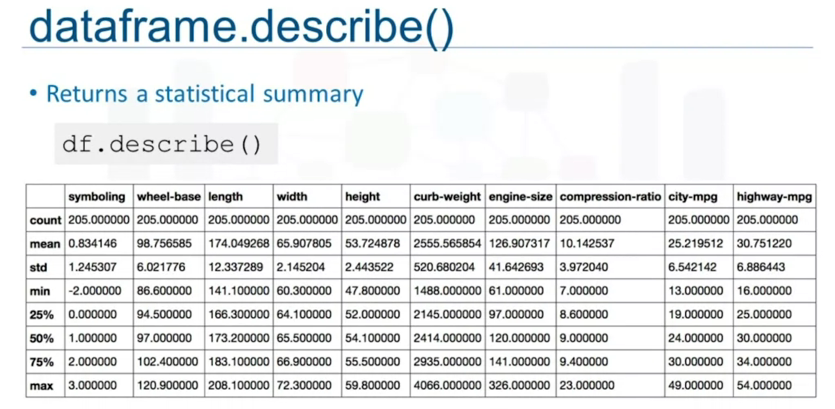 dataframe.describe()
• Returns a statistical summary
df.describe()
symboling wheel-base length width height curb-weight engine-size compression-ratio city-mpg highway-mpg
count 205.000000 205.000000 205.000000 205.000000 205.000000 205.000000 205.000000 205.000000 205.000000 205.000000
mean 0.834146 98.756585 174.049268 65.907805 53.724878 2555.565854 126.907317 10.142537 25.219512 30.751220
std 1.245307 6.021776 12.337289 2.145204 2.443522 520.680204 41.642693 3.972040 6.542142 6.886443
min -2.000000 86.600000 141.100000 60.300000 47.800000 1488.000000 61.000000 7.000000 13.000000 16.000000
25% 0.000000 94.500000 166.300000 64.100000 52.000000 2145.000000 97.000000 8.600000 19.000000 25.000000
50% 1.000000 97.000000 173.200000 65.500000 54.100000 2414.000000 120.000000 9.000000 24.000000 30.000000
75% 2.000000 102.400000 183.100000 66.900000 55.500000 2935.000000 141.000000 9.400000 30.000000 34.000000
max 3.000000 120.900000 208.100000 72.300000 59.800000 4066.000000 326.000000 23.000000 49.000000 54.000000